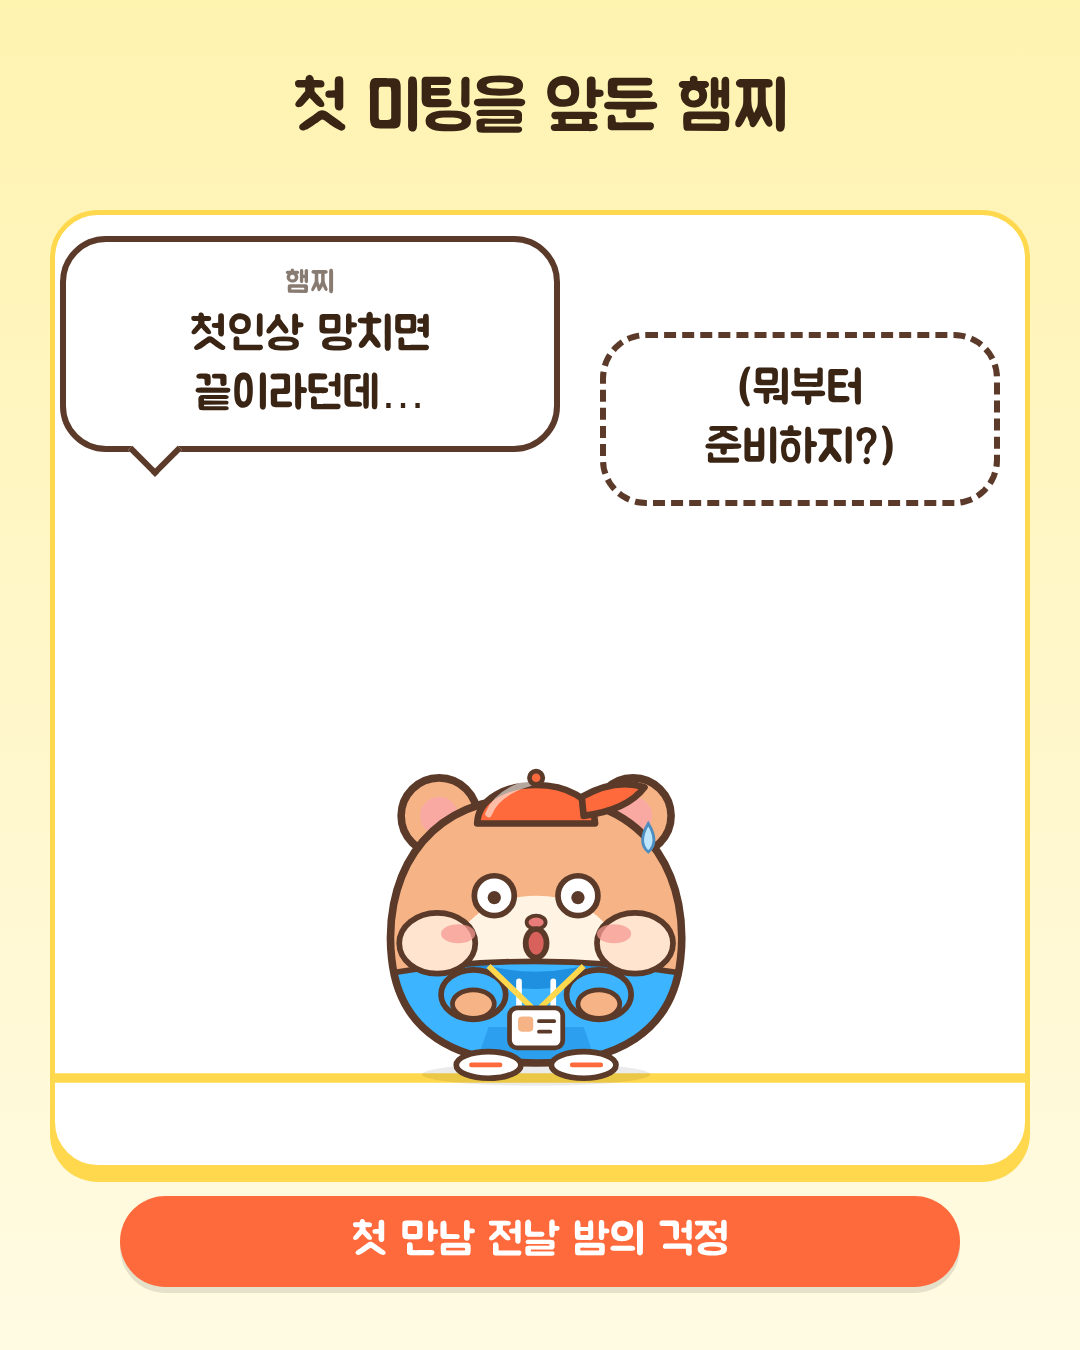 첫 미팅을 앞둔 햄찌
햄찌
첫인상 망치면
끝이라던데...
(뭐부터
준비하지?)
첫 만남 전날 밤의 걱정